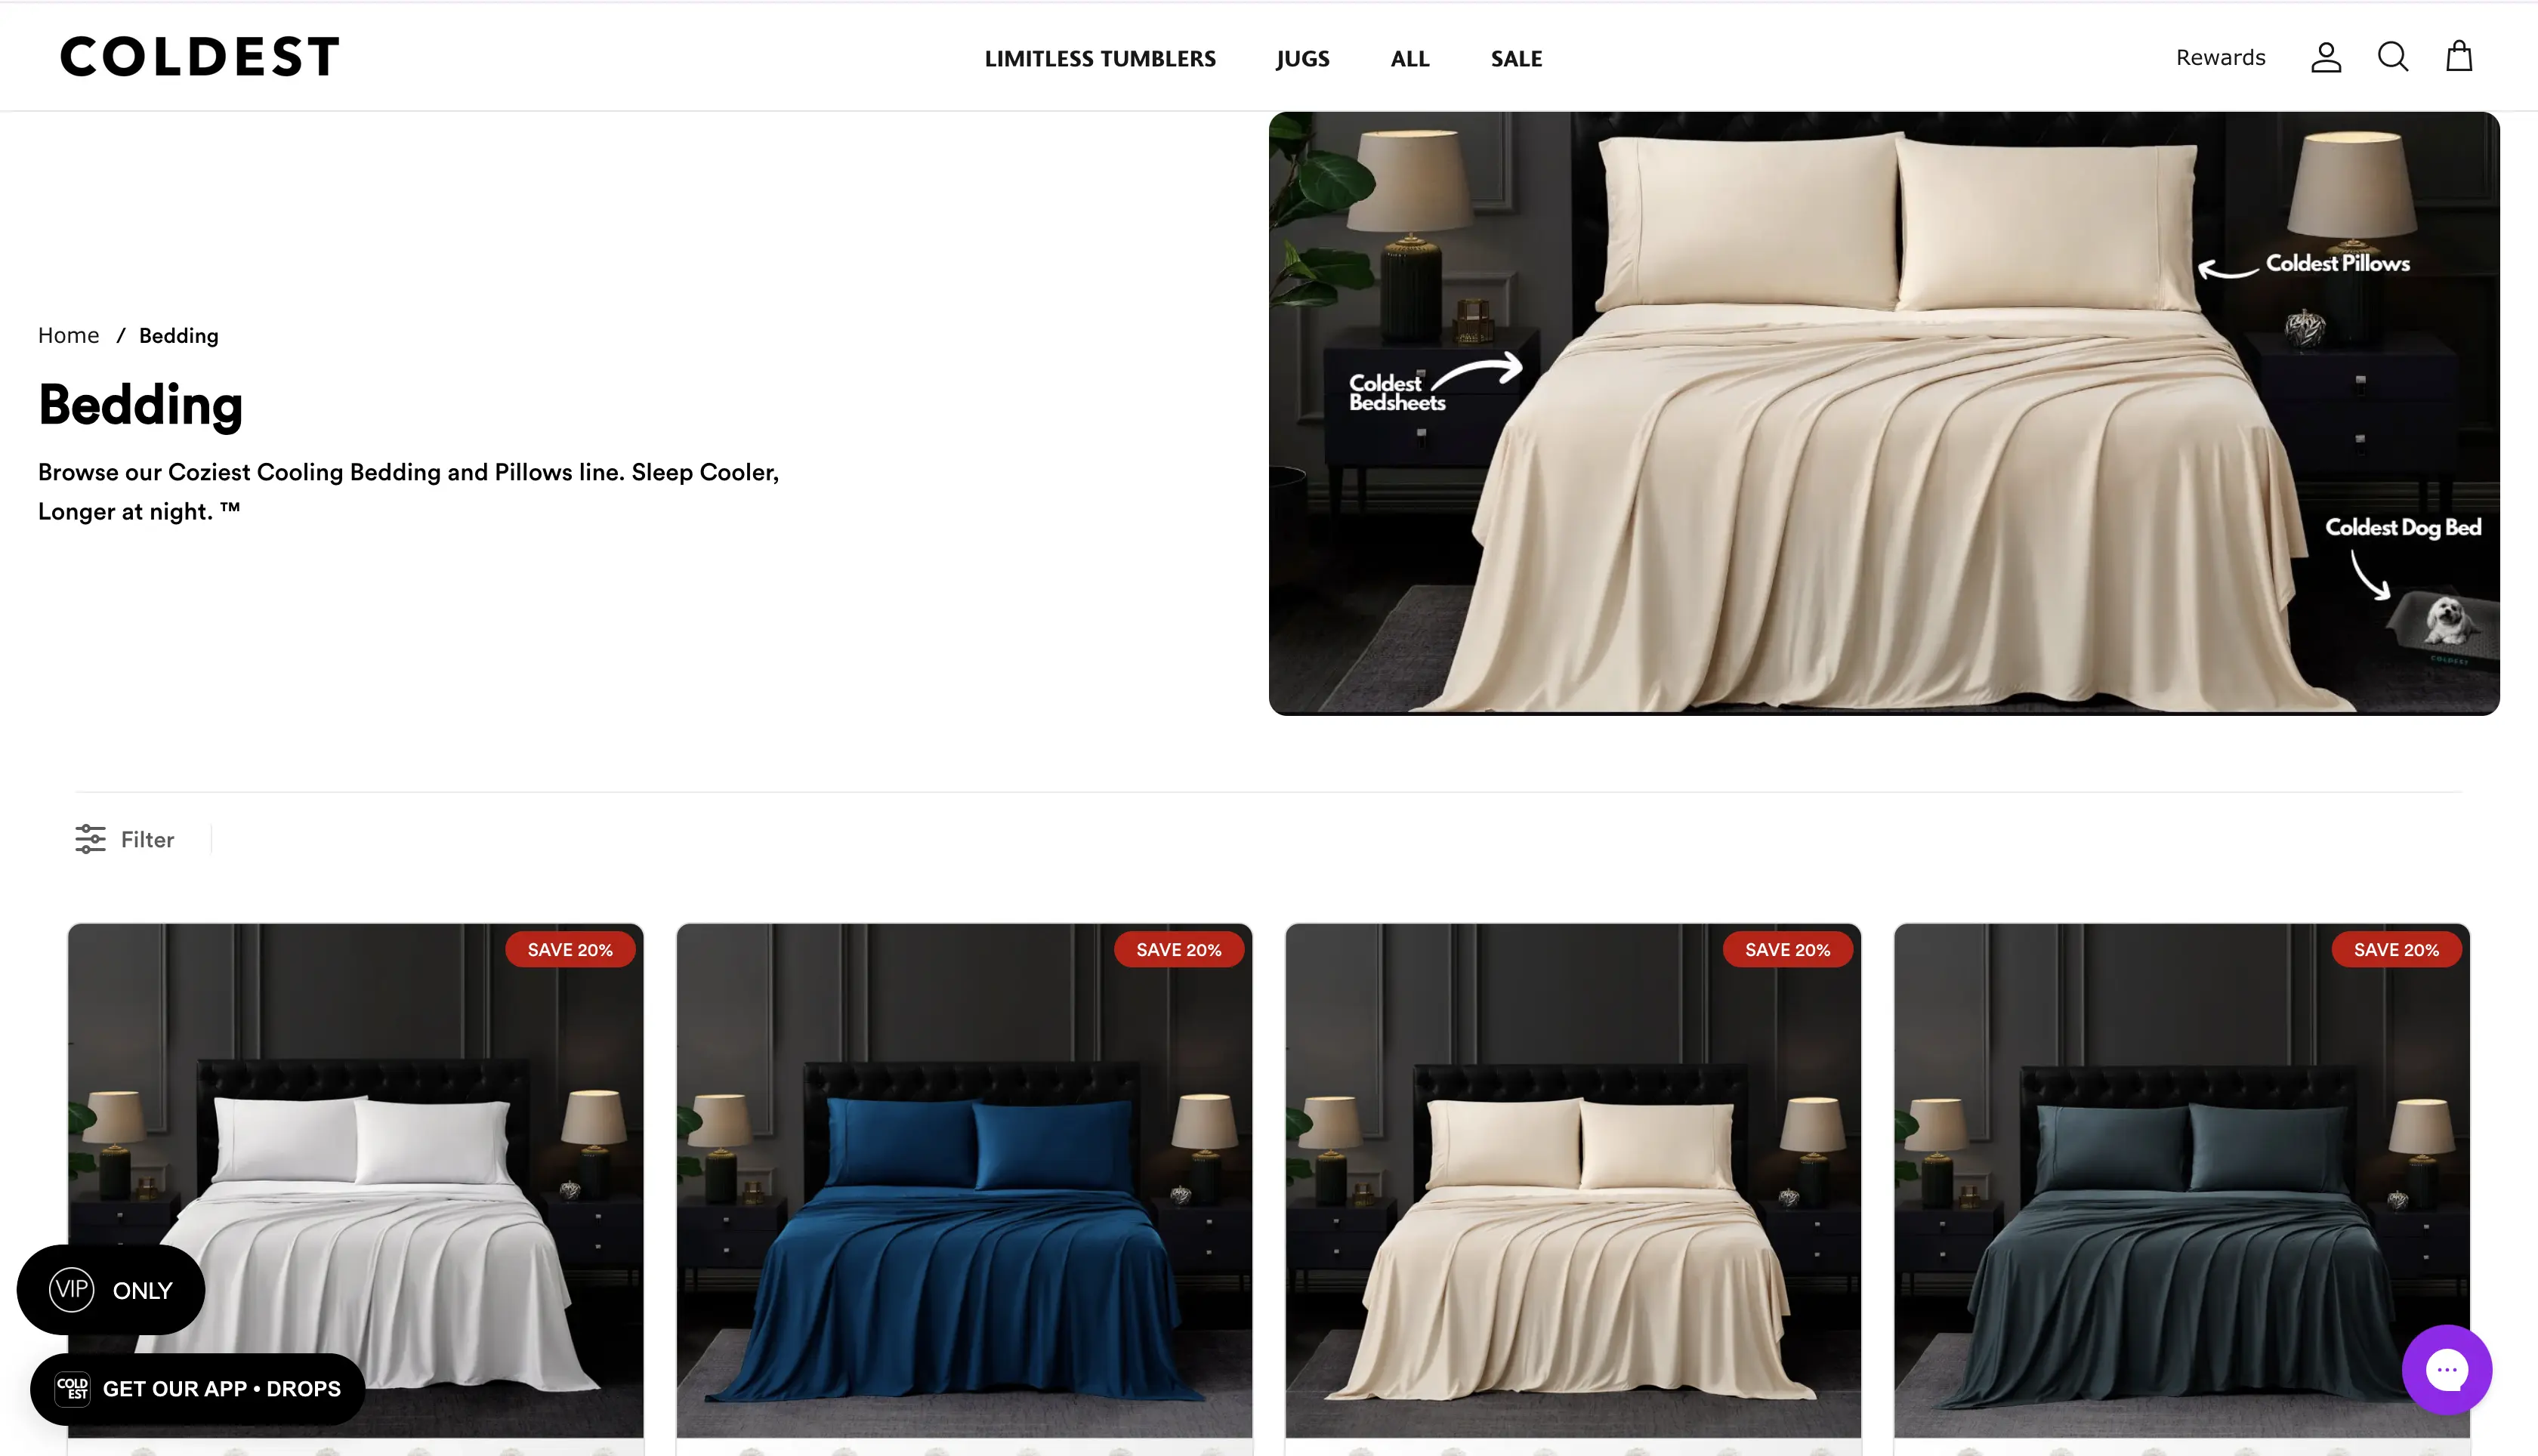 COLDEST
LIMITLESS TUMBLERS
JUGS
ALL
SALE
Rewards
Home / Bedding
Bedding
Browse our Coziest Cooling Bedding and Pillows line. Sleep Cooler,
Longer at night. ™
Coldest Pillows
Coldest
Bedsheets
Coldest Dog Bed
COLDEST
Filter
SAVE 20%
SAVE 20%
SAVE 20%
SAVE 20%
VIP ONLY
COLD
EST
GET OUR APP • DROPS